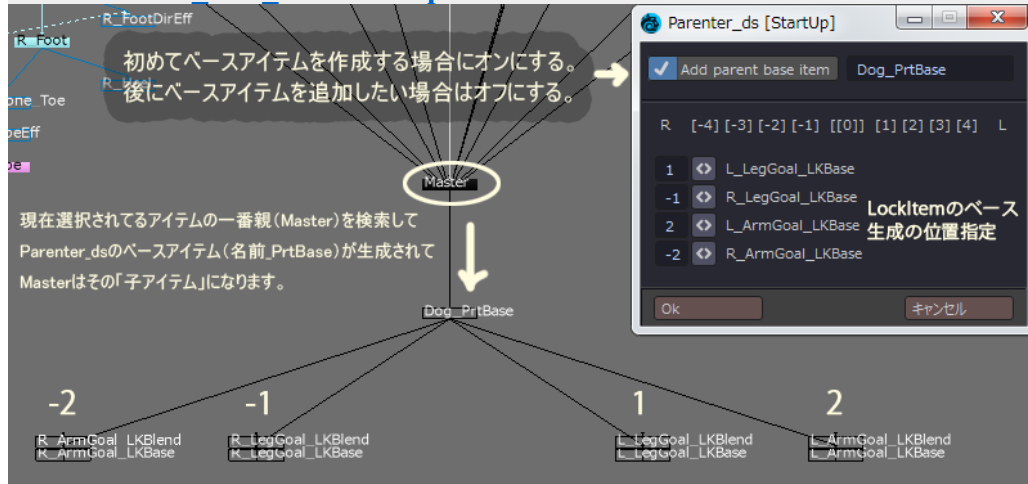 R_FootDirEff
R_Foot
初めてベースアイテムを作成する場合にオンにする。
後にベースアイテムを追加したい場合はオフにする。
one_Toe
Master
現在選択されてるアイテムの一番親(Master)を検索して
Parenter_dsのベースアイテム(名前_PrtBase)が生成されて
Masterはその「子アイテム」になります。
Dog_PrtBase
-2
-1
1
2
R_ArmGoal_LKBlend
R_ArmGoal_LKBase
R_LegGoal_LKBlend
R_LegGoal_LKBase
L_LegGoal_LKBlend
L_LegGoal_LKBase
L_ArmGoal_LKBlend
L_ArmGoal_LKBase
Parenter_ds [StartUp]
Add parent base item Dog_PrtBase
R [-4] [-3] [-2] [-1] [[0]] [1] [2] [3] [4] L
1 <> L_LegGoal_LKBase
-1 <> R_LegGoal_LKBase
2 <> L_ArmGoal_LKBase
-2 <> R_ArmGoal_LKBase
LockItemのベース
生成の位置指定
Ok キャンセル